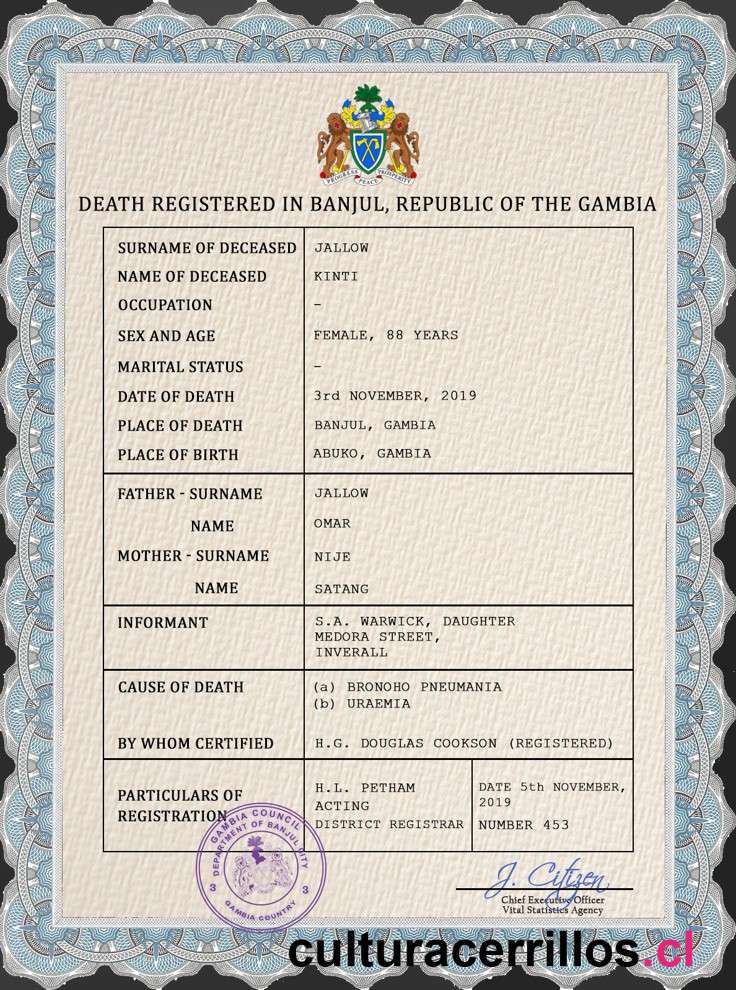 PROGRESS PEACE PROSPERITY
DEATH REGISTERED IN BANJUL, REPUBLIC OF THE GAMBIA
SURNAME OF DECEASED JALLOW
NAME OF DECEASED KINTI
OCCUPATION –
SEX AND AGE FEMALE, 88 YEARS
MARITAL STATUS –
DATE OF DEATH 3rd NOVEMBER, 2019
PLACE OF DEATH BANJUL, GAMBIA
PLACE OF BIRTH ABUKO, GAMBIA
FATHER - SURNAME JALLOW
NAME OMAR
MOTHER - SURNAME NIJE
NAME SATANG
INFORMANT S.A. WARWICK, DAUGHTER
MEDORA STREET,
INVERALL
CAUSE OF DEATH (a) BRONOHO PNEUMANIA
(b) URAEMIA
BY WHOM CERTIFIED H.G. DOUGLAS COOKSON (REGISTERED)
PARTICULARS OF
REGISTRATION
H.L. PETHAM
ACTING
DISTRICT REGISTRAR
DATE 5th NOVEMBER,
2019
NUMBER 453
GAMBIA COUNCIL
DEPARTMENT OF BANJUL CITY
3 3
GAMBIA COUNTRY
J. Citizen
Chief Executive Officer
Vital Statistics Agency
culturacerrillos.cl